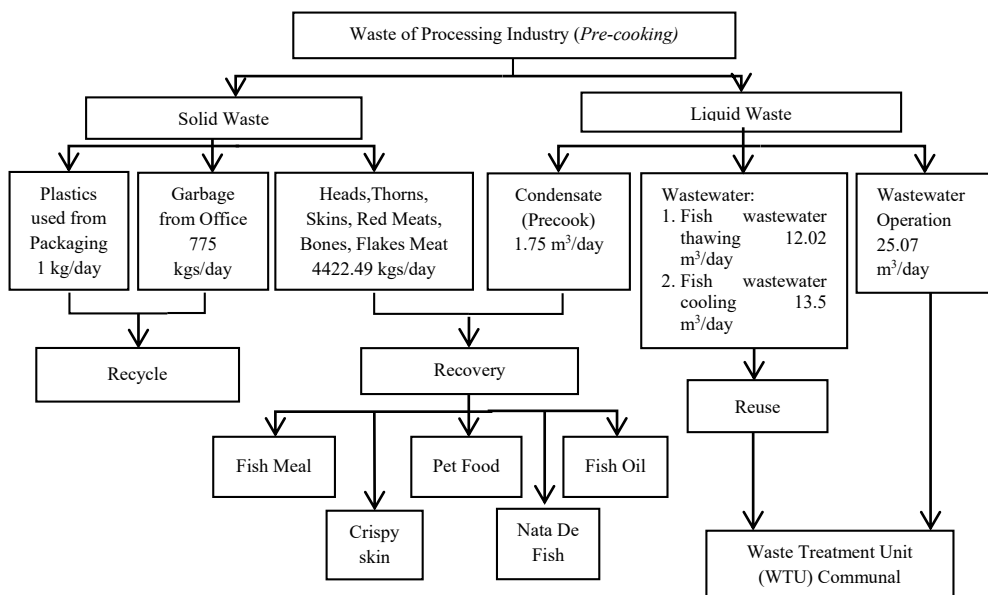 Waste of Processing Industry (Pre-cooking)
Solid Waste
Liquid Waste
Plastics
used from
Packaging
1 kg/day
Garbage
from Office
775
kgs/day
Heads,Thorns,
Skins, Red Meats,
Bones, Flakes Meat
4422.49 kgs/day
Condensate
(Precook)
1.75 m³/day
Wastewater:
1. Fish wastewater
thawing 12.02
m³/day
2. Fish wastewater
cooling 13.5
m³/day
Wastewater
Operation
25.07
m³/day
Recycle
Recovery
Reuse
Fish Meal
Pet Food
Fish Oil
Crispy
skin
Nata De
Fish
Waste Treatment Unit
(WTU) Communal